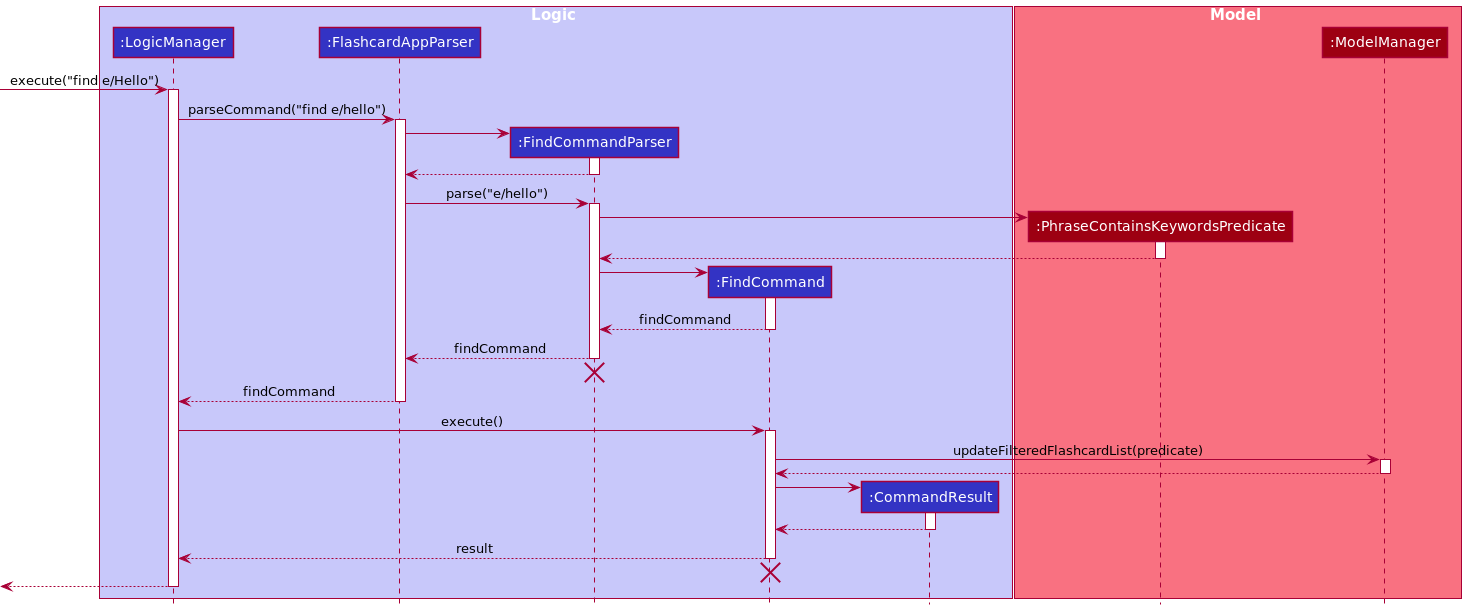 Logic
Model
:LogicManager
:FlashcardAppParser
:ModelManager
execute("find e/Hello")
parseCommand("find e/hello")
:FindCommandParser
parse("e/hello")
:PhraseContainsKeywordsPredicate
:FindCommand
findCommand
findCommand
findCommand
execute()
updateFilteredFlashcardList(predicate)
:CommandResult
result